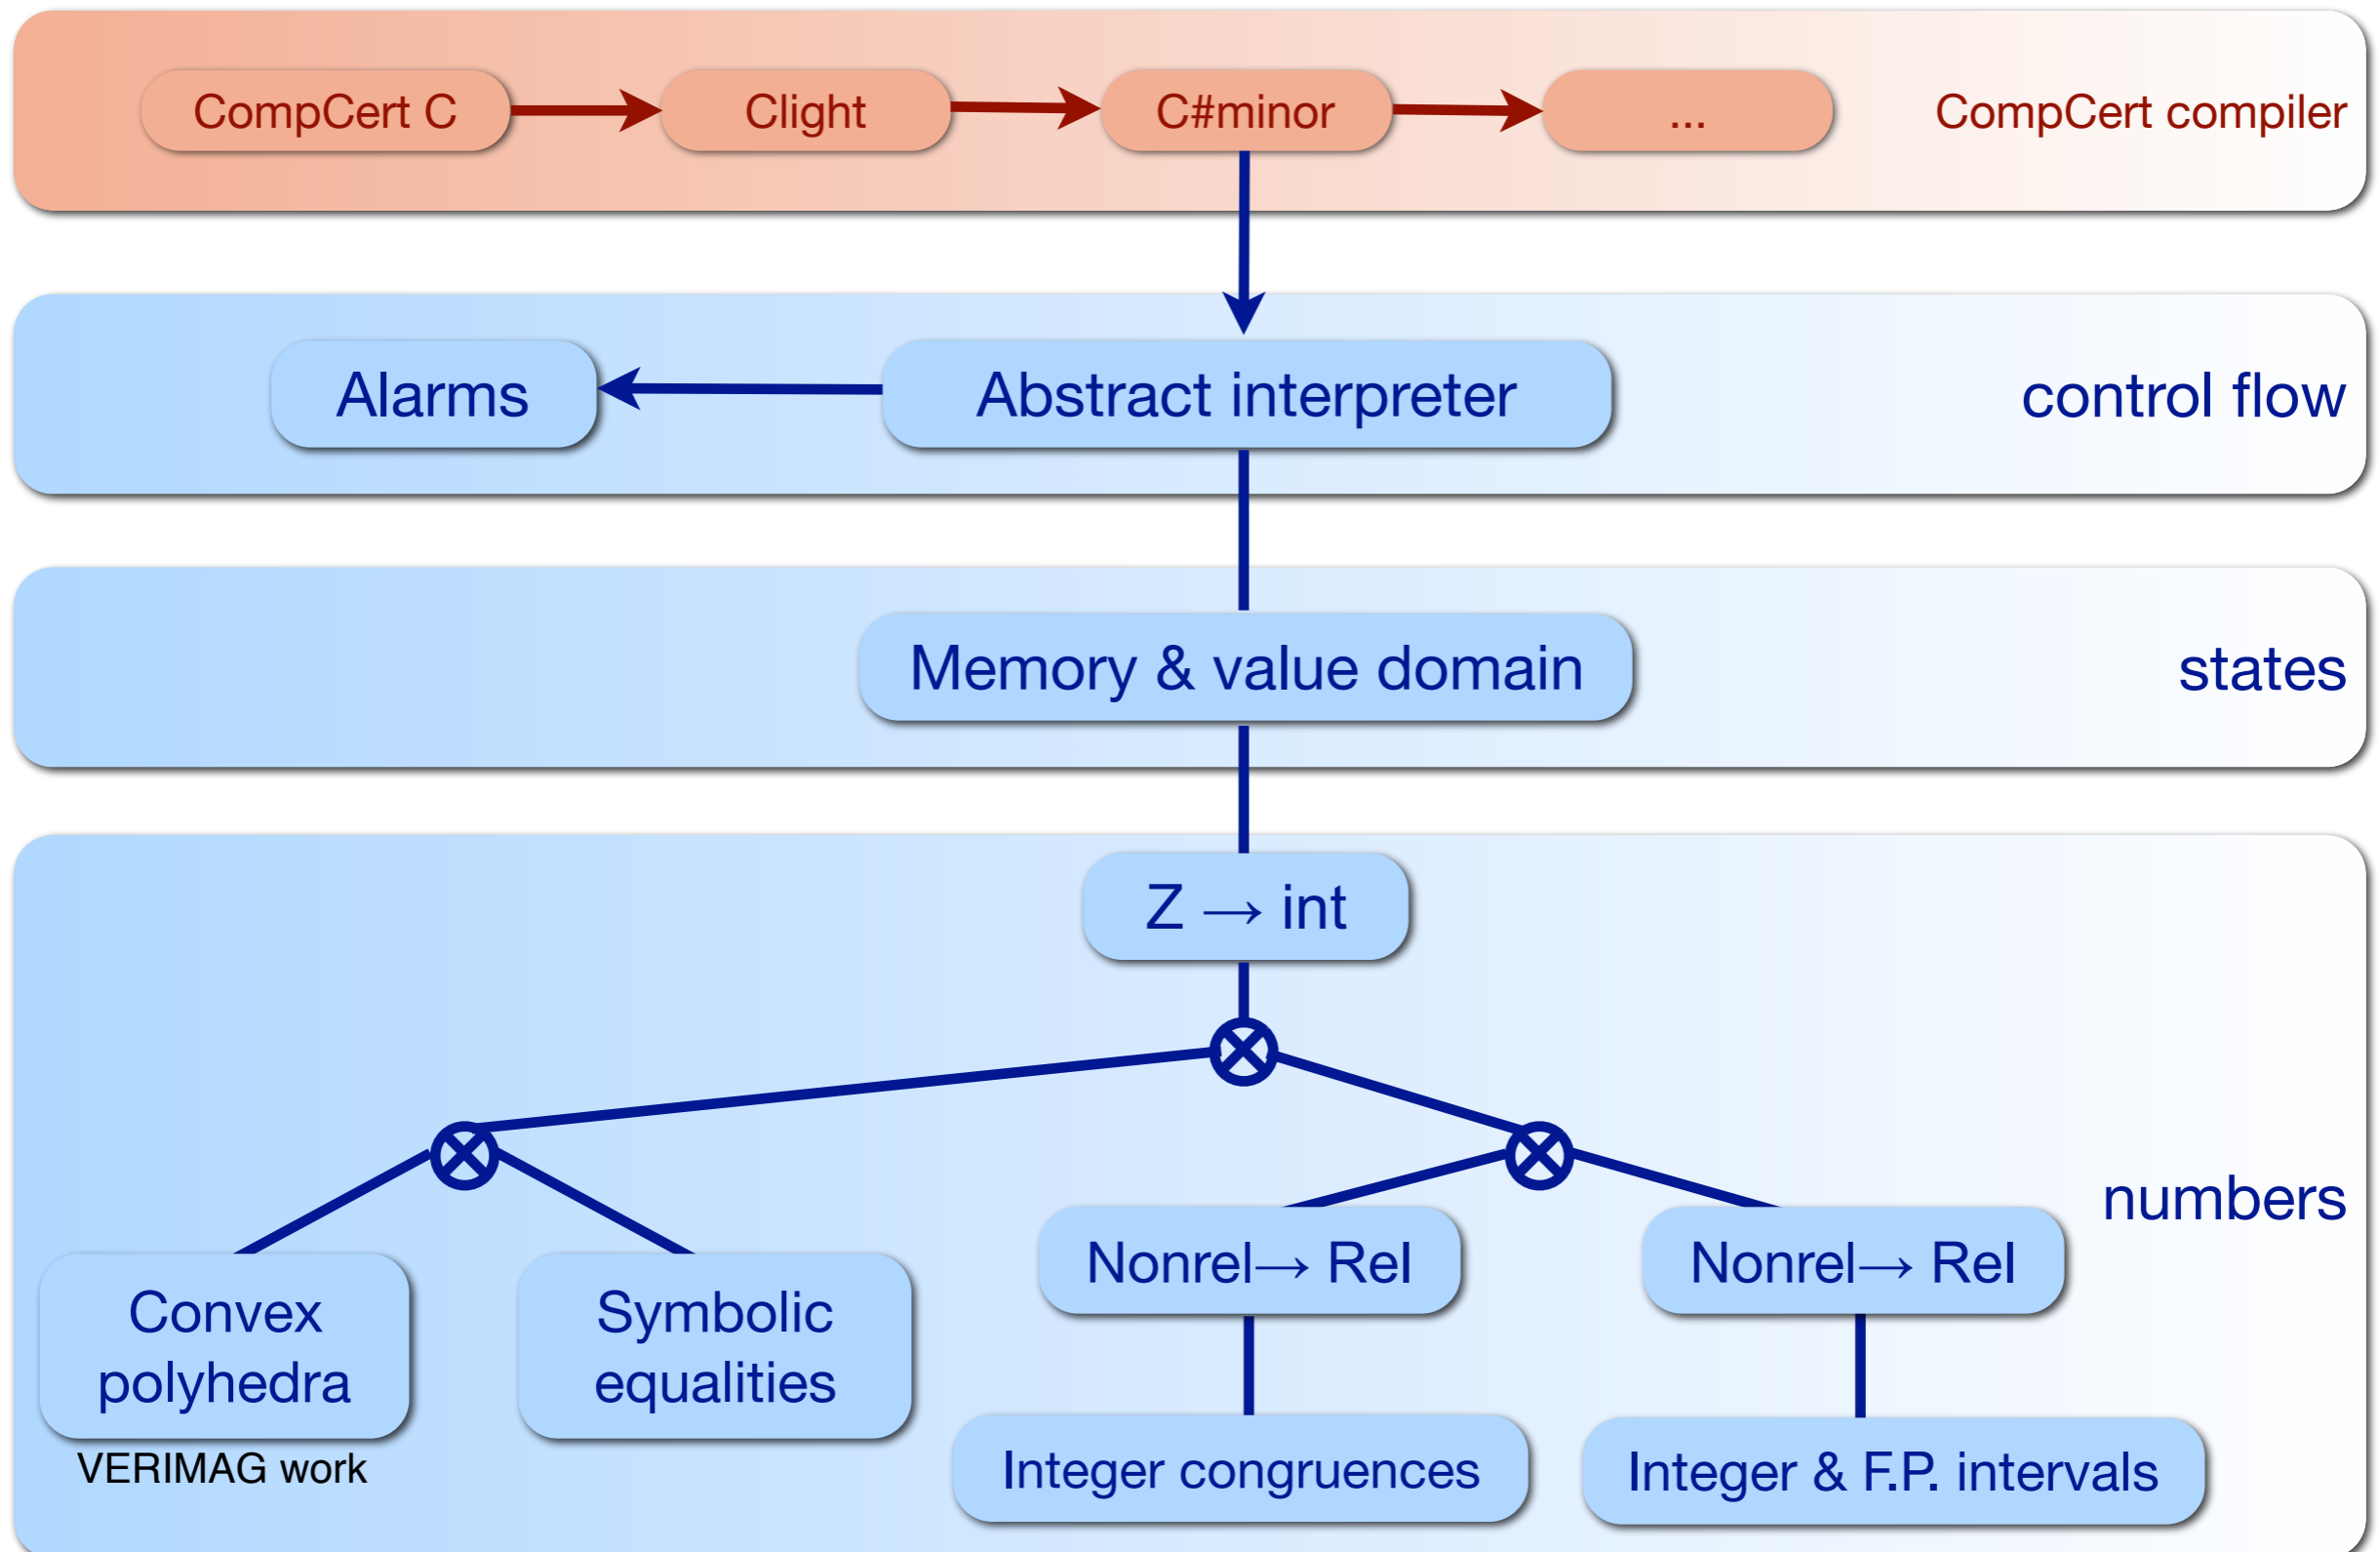 CompCert C
Clight
C#minor
...
CompCert compiler
Alarms
Abstract interpreter
control flow
Memory & value domain
states
Z → int
numbers
Nonrel→ Rel
Nonrel→ Rel
Convex
polyhedra
Symbolic
equalities
VERIMAG work
Integer congruences
Integer & F.P. intervals